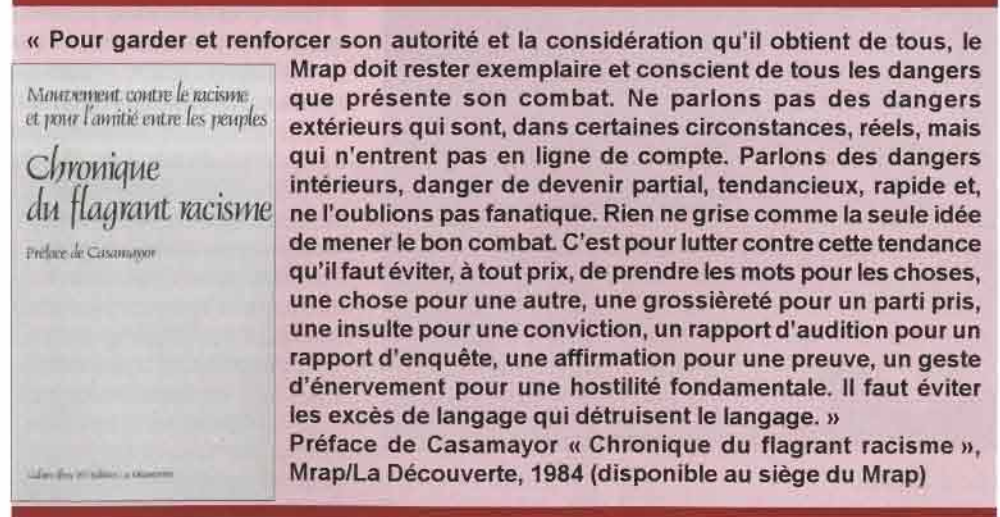 « Pour garder et renforcer son autorité et la considération qu'il obtient de tous, le
Mrap doit rester exemplaire et conscient de tous les dangers
que présente son combat. Ne parlons pas des dangers
extérieurs qui sont, dans certaines circonstances, réels, mais
qui n'entrent pas en ligne de compte. Parlons des dangers
intérieurs, danger de devenir partial, tendancieux, rapide et,
ne l'oublions pas fanatique. Rien ne grise comme la seule idée
de mener le bon combat. C'est pour lutter contre cette tendance
qu'il faut éviter, à tout prix, de prendre les mots pour les choses,
une chose pour une autre, une grossièreté pour un parti pris,
une insulte pour une conviction, un rapport d'audition pour un
rapport d'enquête, une affirmation pour une preuve, un geste
d'énervement pour une hostilité fondamentale. Il faut éviter
les excès de langage qui détruisent le langage. »
Préface de Casamayor « Chronique du flagrant racisme »,
Mrap/La Découverte, 1984 (disponible au siège du Mrap)
Mouvement contre le racisme
et pour l'amitié entre les peuples
Chronique
du flagrant racisme
Préface de Casamayor